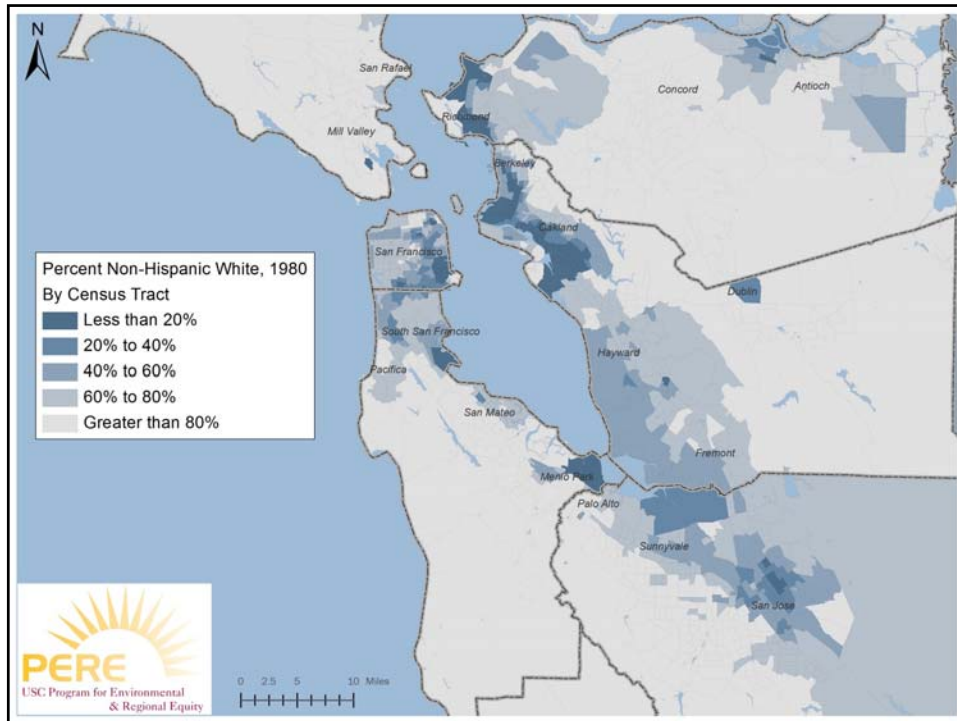 N
San Rafael
Concord
Antioch
Richmond
Mill Valley
Berkeley
Oakland
San Francisco
Dublin
South San Francisco
Hayward
Pacifica
San Mateo
Fremont
Menlo Park
Palo Alto
Sunnyvale
San Jose
Percent Non-Hispanic White, 1980
By Census Tract
Less than 20%
20% to 40%
40% to 60%
60% to 80%
Greater than 80%
PERE
USC Program for Environmental
& Regional Equity
0 2.5 5 10 Miles